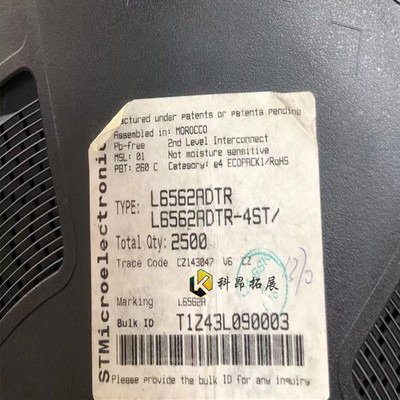 STMicroelectronic
ctured under patents or patents pending
Assembled in: MOROCCO
Pb-free 2nd Level Interconnect
MSL: 01 Not moisture sensitive
PBT: 260 C Category: e4 ECOPACK1/RoHS
TYPE: L6562ADTR
L6562ADTR-4ST/
Total Qty: 2500
Trace Code CZ143047 V6 CZ
科昂拓展
Marking L6562A
Bulk ID T1Z43L090003
Please provide the bulk ID for any inquiry